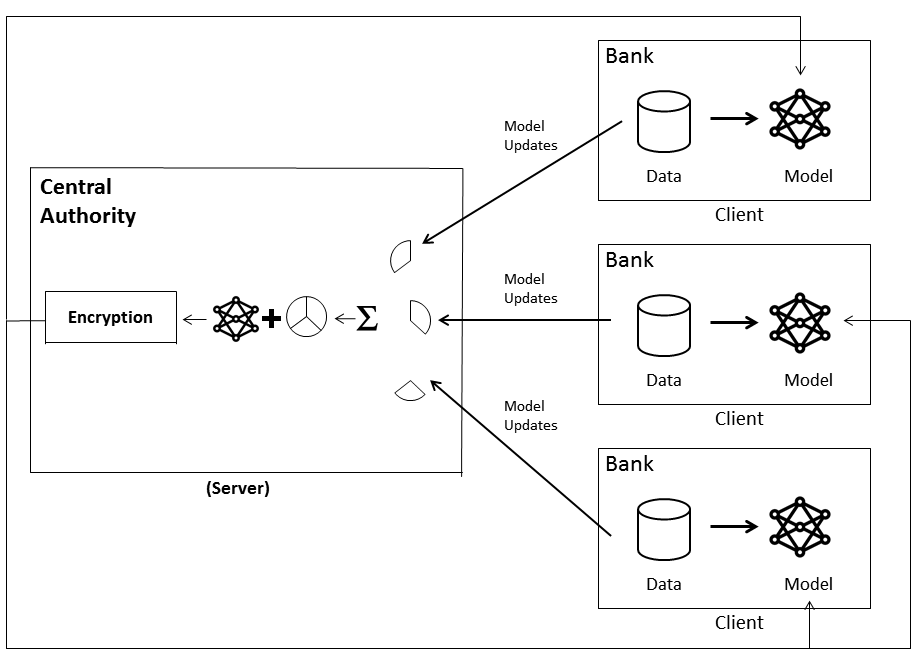 Bank
Model
Updates
Data
Model
Client
Central
Authority
Bank
Model
Updates
Encryption
+
Σ
Data
Model
Client
Model
Updates
Bank
(Server)
Data
Model
Client